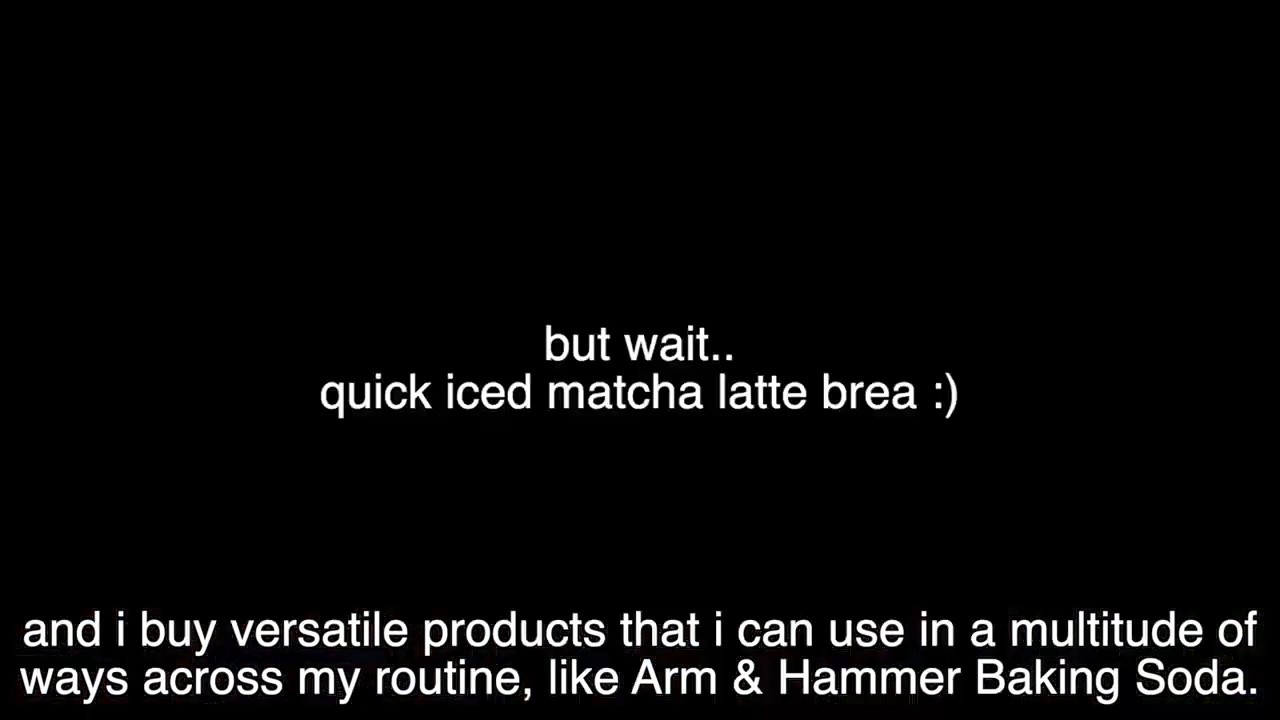 but wait..
quick iced matcha latte brea :)
and i buy versatile products that i can use in a multitude of
ways across my routine, like Arm & Hammer Baking Soda.